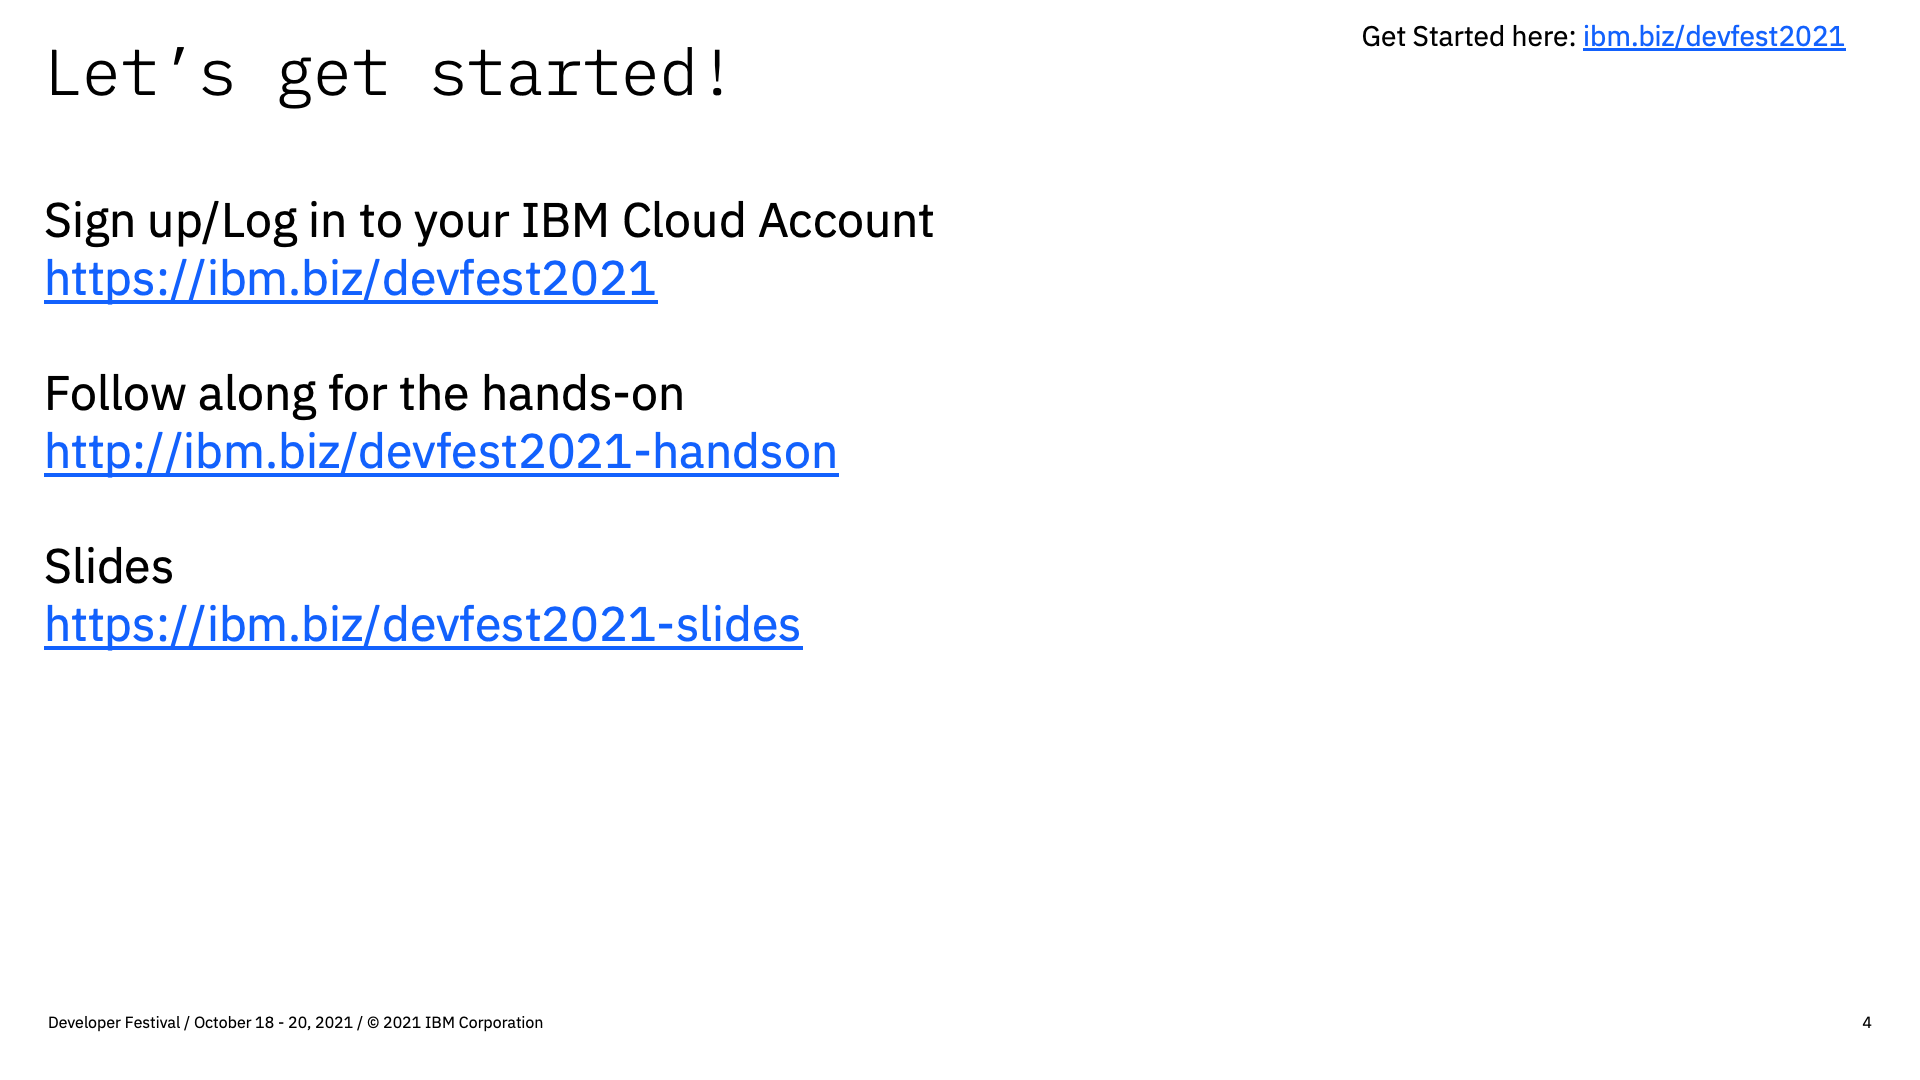 Get Started here: ibm.biz/devfest2021
Let’s get started!
Sign up/Log in to your IBM Cloud Account
https://ibm.biz/devfest2021
Follow along for the hands-on
http://ibm.biz/devfest2021-handson
Slides
https://ibm.biz/devfest2021-slides
Developer Festival / October 18 - 20, 2021 / © 2021 IBM Corporation
4